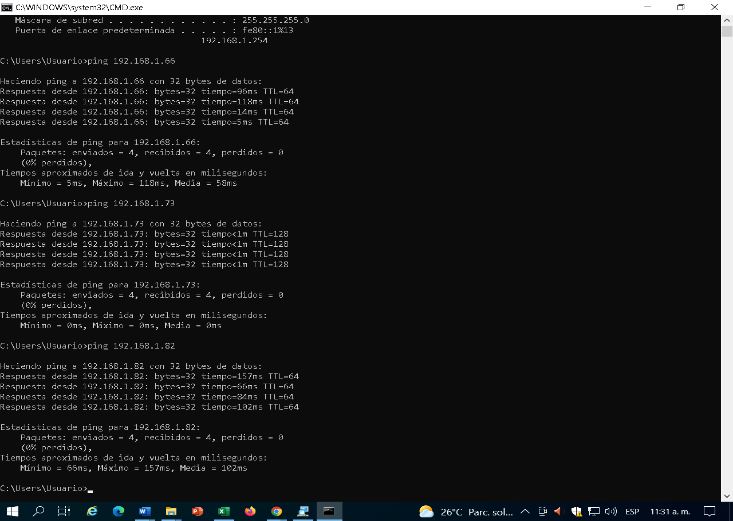 C:\WINDOWS\system32\CMD.exe
Máscara de subred . . . . . . . . . . . . : 255.255.255.0
Puerta de enlace predeterminada . . . . . : fe80::1%13
192.168.1.254
C:\Users\Usuario>ping 192.168.1.66
Haciendo ping a 192.168.1.66 con 32 bytes de datos:
Respuesta desde 192.168.1.66: bytes=32 tiempo=96ms TTL=64
Respuesta desde 192.168.1.66: bytes=32 tiempo=118ms TTL=64
Respuesta desde 192.168.1.66: bytes=32 tiempo=14ms TTL=64
Respuesta desde 192.168.1.66: bytes=32 tiempo=5ms TTL=64
Estadísticas de ping para 192.168.1.66:
Paquetes: enviados = 4, recibidos = 4, perdidos = 0
(0% perdidos),
Tiempos aproximados de ida y vuelta en milisegundos:
Mínimo = 5ms, Máximo = 118ms, Media = 58ms
C:\Users\Usuario>ping 192.168.1.73
Haciendo ping a 192.168.1.73 con 32 bytes de datos:
Respuesta desde 192.168.1.73: bytes=32 tiempo<1m TTL=128
Respuesta desde 192.168.1.73: bytes=32 tiempo<1m TTL=128
Respuesta desde 192.168.1.73: bytes=32 tiempo<1m TTL=128
Respuesta desde 192.168.1.73: bytes=32 tiempo<1m TTL=128
Estadísticas de ping para 192.168.1.73:
Paquetes: enviados = 4, recibidos = 4, perdidos = 0
(0% perdidos),
Tiempos aproximados de ida y vuelta en milisegundos:
Mínimo = 0ms, Máximo = 0ms, Media = 0ms
C:\Users\Usuario>ping 192.168.1.82
Haciendo ping a 192.168.1.82 con 32 bytes de datos:
Respuesta desde 192.168.1.82: bytes=32 tiempo=157ms TTL=64
Respuesta desde 192.168.1.82: bytes=32 tiempo=66ms TTL=64
Respuesta desde 192.168.1.82: bytes=32 tiempo=84ms TTL=64
Respuesta desde 192.168.1.82: bytes=32 tiempo=102ms TTL=64
Estadísticas de ping para 192.168.1.82:
Paquetes: enviados = 4, recibidos = 4, perdidos = 0
(0% perdidos),
Tiempos aproximados de ida y vuelta en milisegundos:
Mínimo = 66ms, Máximo = 157ms, Media = 102ms
C:\Users\Usuario>
26°C Parc. sol... ESP 11:31 a. m.